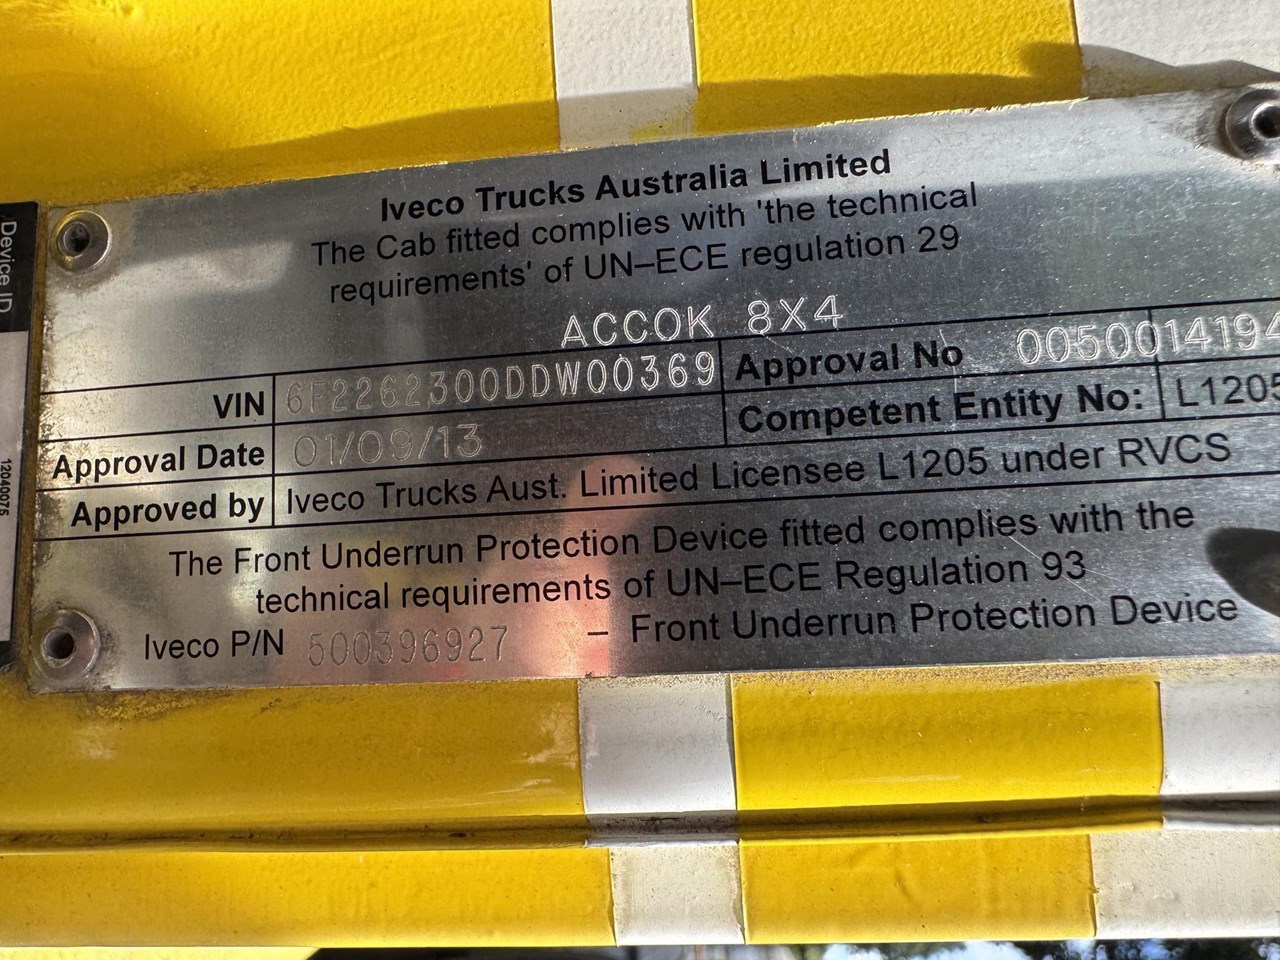 Iveco Trucks Australia Limited
The Cab fitted complies with 'the technical
requirements' of UN–ECE regulation 29
ACCOK 8X4
VIN 6F2262300DDW00369 Approval No 0050014194
Approval Date 01/09/13 Competent Entity No: L1205
Approved by Iveco Trucks Aust. Limited Licensee L1205 under RVCS
The Front Underrun Protection Device fitted complies with the
technical requirements of UN–ECE Regulation 93
Iveco P/N 500396927 – Front Underrun Protection Device
Device ID
12040075